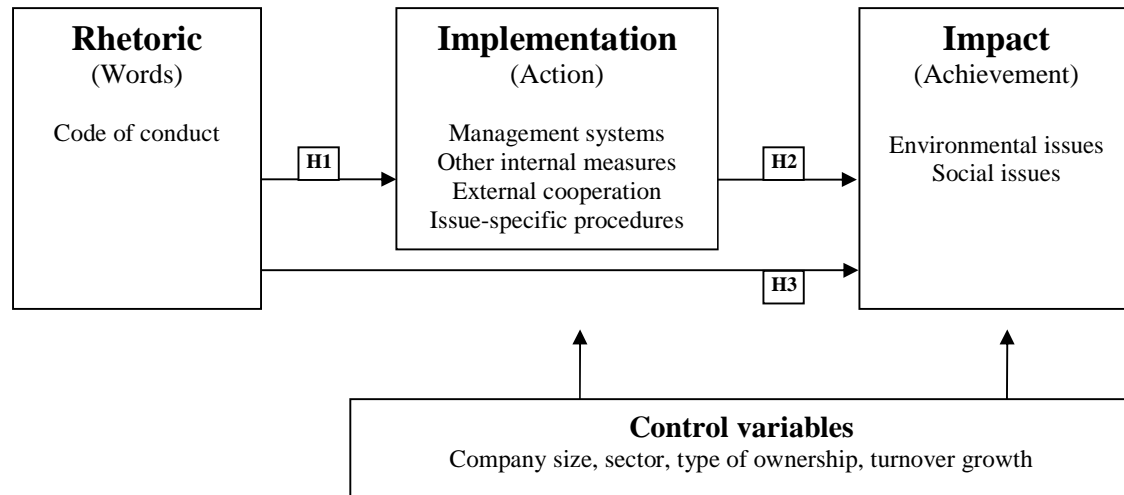 Rhetoric
(Words)
Code of conduct
H1
Implementation
(Action)
Management systems
Other internal measures
External cooperation
Issue-specific procedures
H2
H3
Impact
(Achievement)
Environmental issues
Social issues
Control variables
Company size, sector, type of ownership, turnover growth